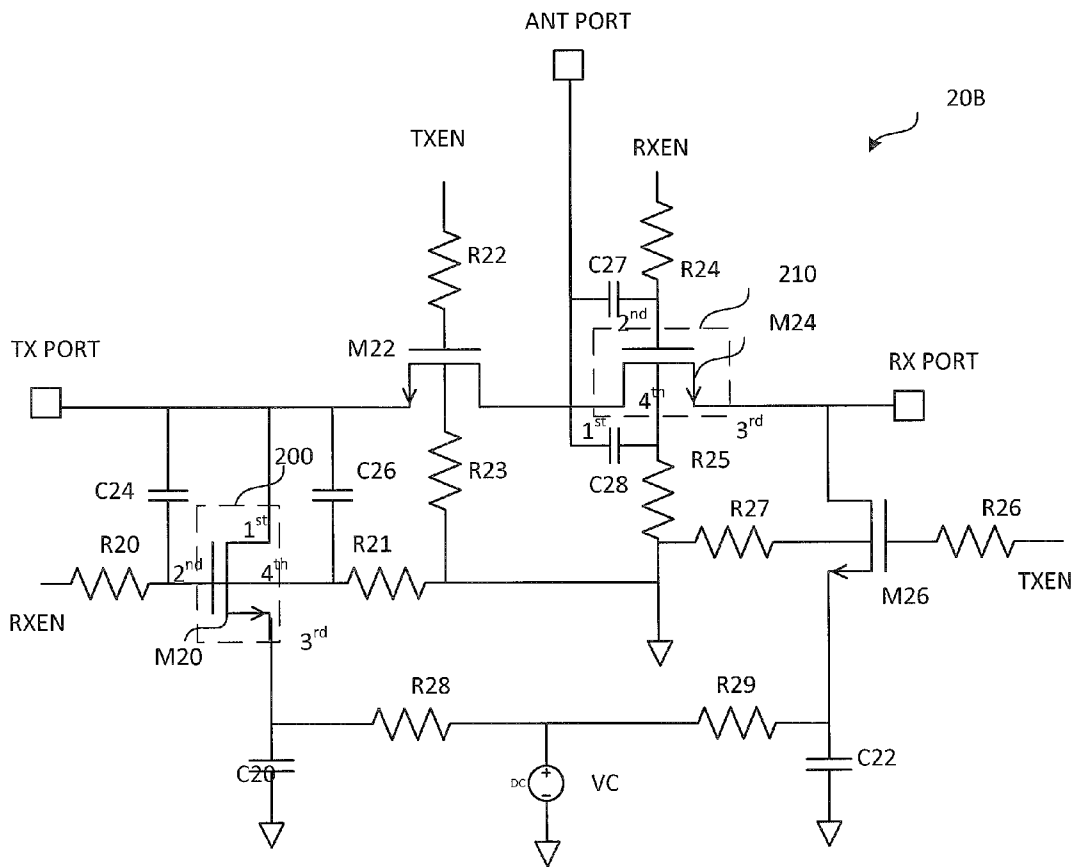 ANT PORT
20B
TXEN
RXEN
R22
C27
R24
210
2nd
M24
TX PORT
M22
RX PORT
4th
1st
3rd
200
C26
R23
R25
C24
C28
R27
R26
1st
R20
R21
2nd
4th
TXEN
RXEN
M26
3rd
M20
R28
R29
C20
DC
+
-
VC
C22